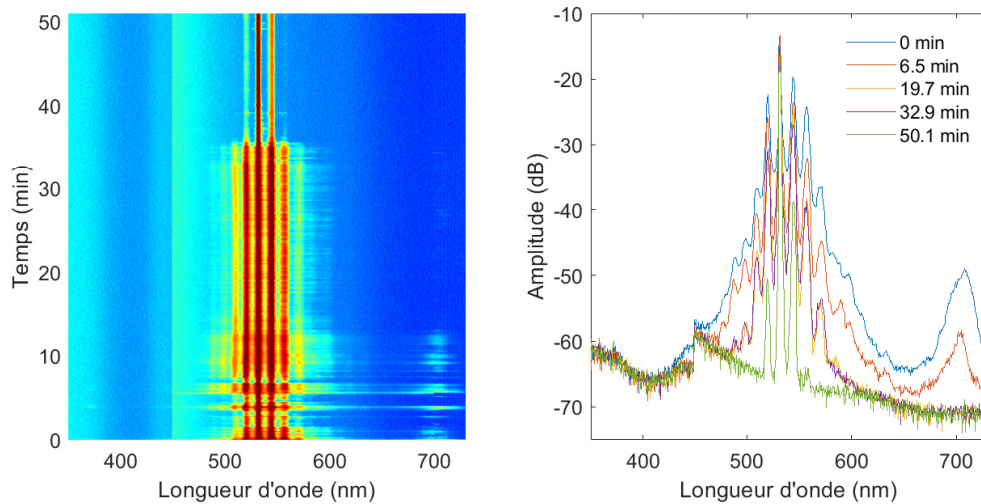 50
40
30
20
10
0
Temps (min)
400
500
600
700
Longueur d'onde (nm)
-10
-20
-30
-40
-50
-60
-70
Amplitude (dB)
0 min
6.5 min
19.7 min
32.9 min
50.1 min
400
500
600
700
Longueur d'onde (nm)